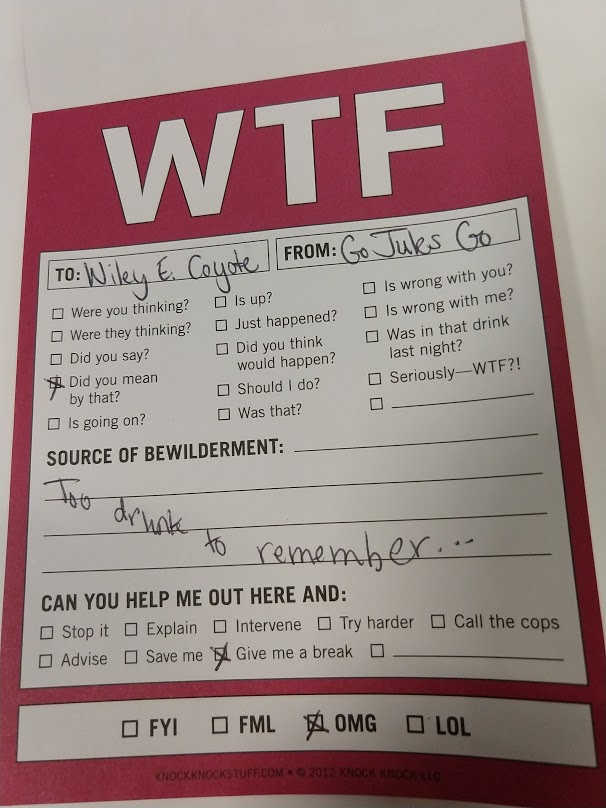 WTF
TO: Wiley E. Coyote FROM: Go Juks Go
Were you thinking?
Were they thinking?
Did you say?
Did you mean
by that?
Is going on?
Is up?
Just happened?
Did you think
would happen?
Should I do?
Was that?
Is wrong with you?
Is wrong with me?
Was in that drink
last night?
Seriously—WTF?!
SOURCE OF BEWILDERMENT:
Too drunk to remember...
CAN YOU HELP ME OUT HERE AND:
Stop it Explain Intervene Try harder Call the cops
Advise Save me Give me a break
FYI FML OMG LOL
KNOCKKNOCKSTUFF.COM • © 2012 KNOCK KNOCK LLC